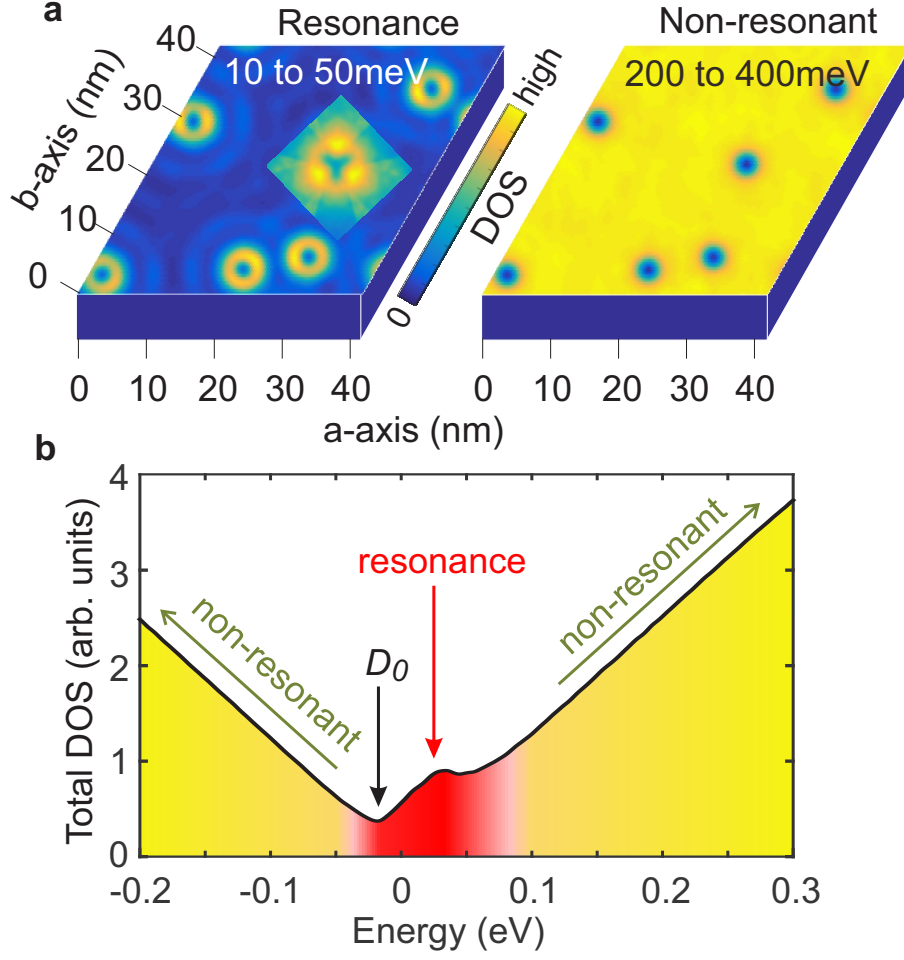 a
Resonance
Non-resonant
10 to 50meV
200 to 400meV
40
30
20
10
0
b-axis (nm)
high
DOS
0
0 10 20 30 40
0 10 20 30 40
a-axis (nm)
b
4
3
2
1
0
Total DOS (arb. units)
non-resonant
D0
resonance
non-resonant
-0.2 -0.1 0 0.1 0.2 0.3
Energy (eV)